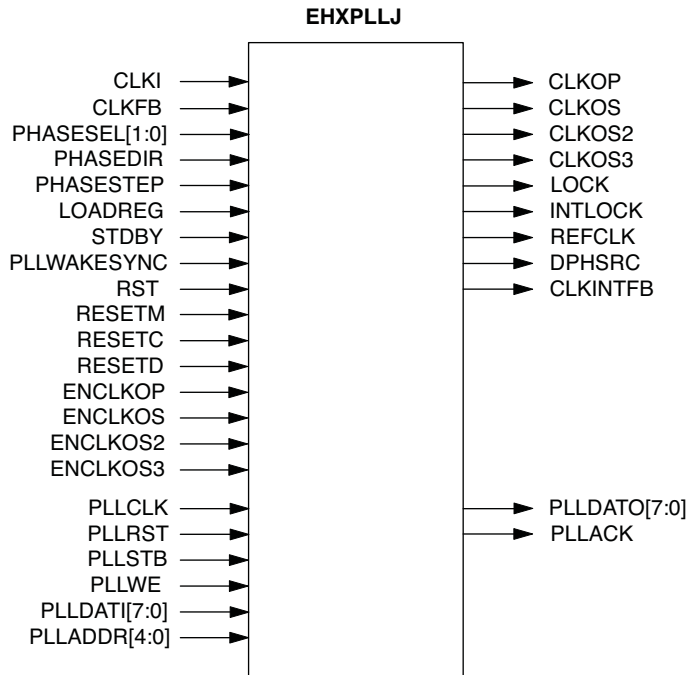 EHXPLLJ
CLKI
CLKFB
PHASESEL[1:0]
PHASEDIR
PHASESTEP
LOADREG
STDBY
PLLWAKESYNC
RST
RESETM
RESETC
RESETD
ENCLKOP
ENCLKOS
ENCLKOS2
ENCLKOS3
PLLCLK
PLLRST
PLLSTB
PLLWE
PLLDATI[7:0]
PLLADDR[4:0]
CLKOP
CLKOS
CLKOS2
CLKOS3
LOCK
INTLOCK
REFCLK
DPHSRC
CLKINTFB
PLLDATO[7:0]
PLLACK